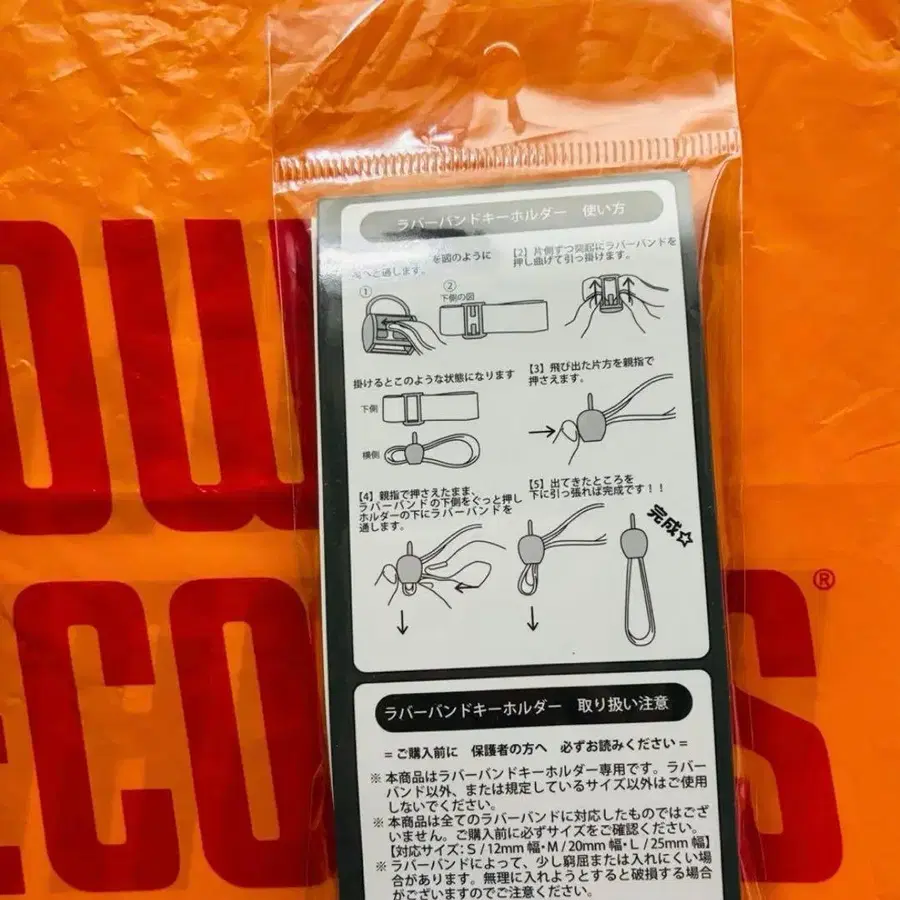 OW
eCO
S
®
ラバーバンドキーホルダー 使い方
を図のように
へと通します。
①
②
下側の図
【2】片側ずつ突起にラバーバンドを
押し曲げて引っ掛けます。
掛けるとこのような状態になります
下側
横側
【3】飛び出た片方を親指で
押さえます。
【4】親指で押さえたまま、
ラバーバンドの下側をぐっと押し
ホルダーの下にラバーバンドを
通します。
【5】出てきたところを
下に引っ張れば完成です！！
完成☆
ラバーバンドキーホルダー 取り扱い注意
= ご購入前に 保護者の方へ 必ずお読みください =
※ 本商品はラバーバンドキーホルダー専用です。ラバー
バンド以外、または規定しているサイズ以外はご使用
しないでください。
※ 本商品は全てのラバーバンドに対応したものではござ
いません。ご購入前に必ずサイズをご確認ください。
【対応サイズ：S / 12mm 幅・M / 20mm 幅・L / 25mm 幅】
※ ラバーバンドによって、少し窮屈または入れにくい場
合があります。無理に入れようとすると破損する場合
がございますのでご注意ください。